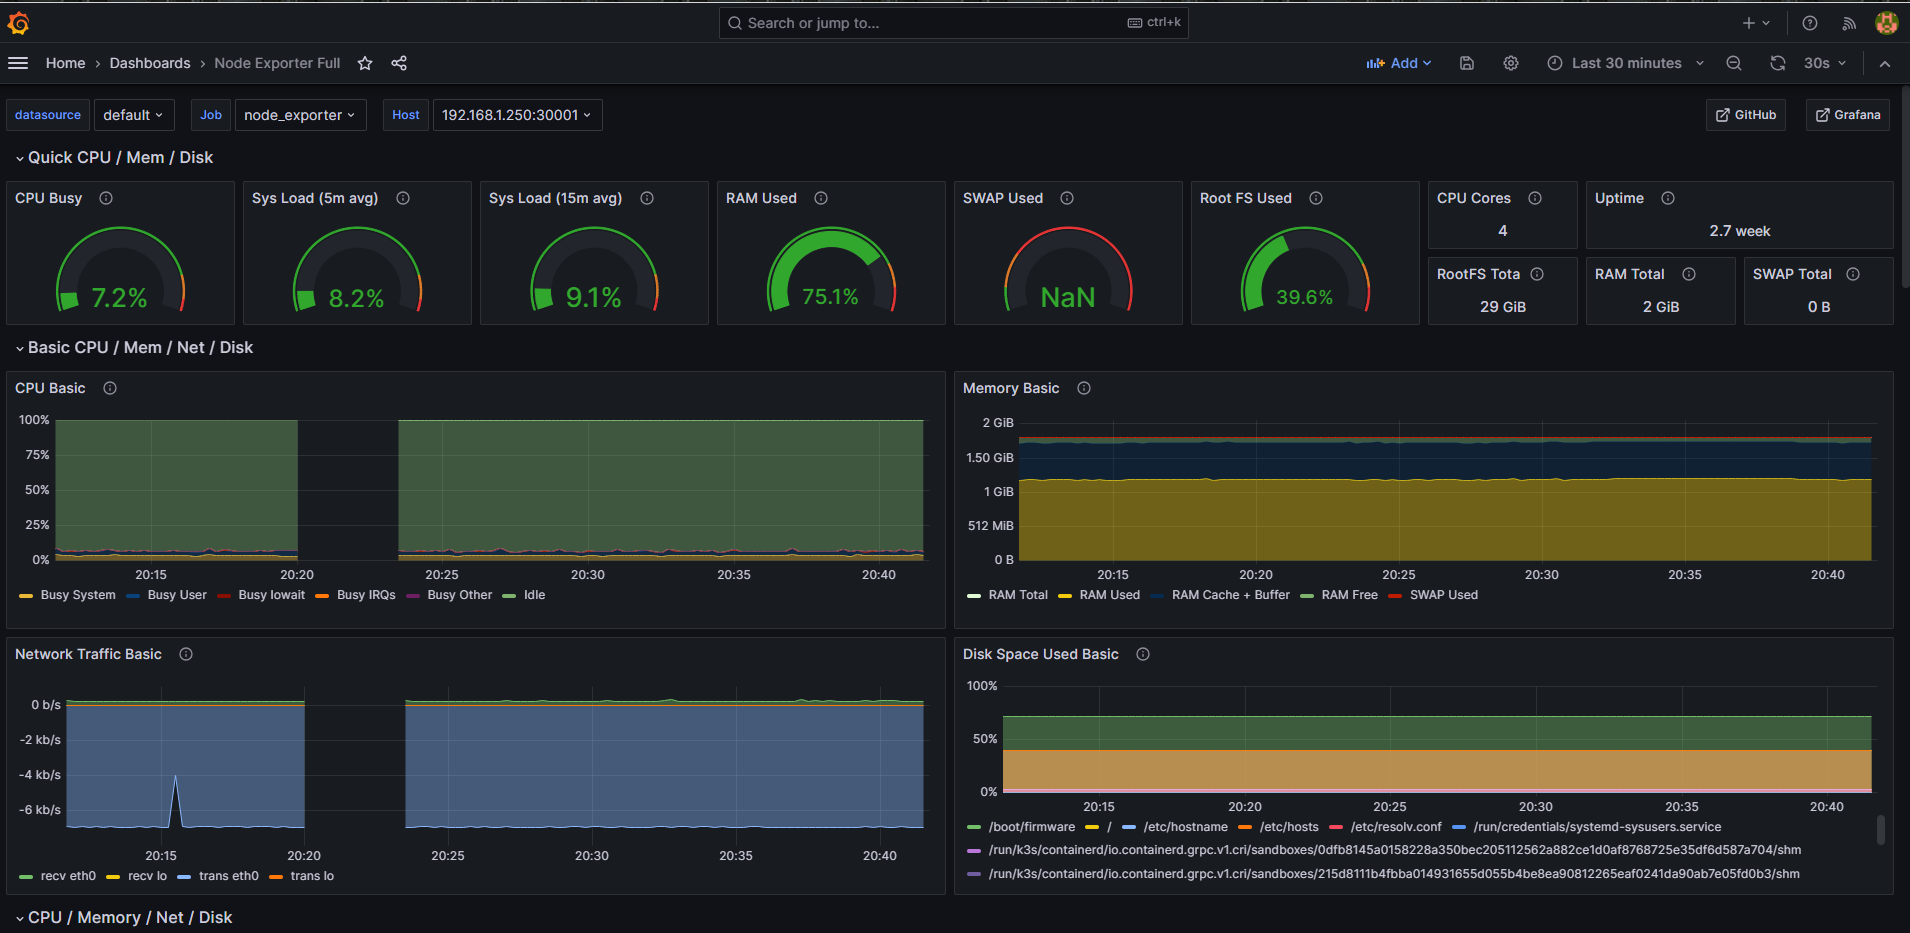 Search or jump to... ctrl+k
Home › Dashboards › Node Exporter Full
Add Last 30 minutes 30s
datasource default Job node_exporter Host 192.168.1.250:30001 GitHub Grafana
Quick CPU / Mem / Disk
CPU Busy Sys Load (5m avg) Sys Load (15m avg) RAM Used SWAP Used Root FS Used CPU Cores Uptime
4 2.7 week
RootFS Tota RAM Total SWAP Total
7.2% 8.2% 9.1% 75.1% NaN 39.6% 29 GiB 2 GiB 0 B
Basic CPU / Mem / Net / Disk
CPU Basic
100%
75%
50%
25%
0%
20:15 20:20 20:25 20:30 20:35 20:40
Busy System Busy User Busy Iowait Busy IRQs Busy Other Idle
Memory Basic
2 GiB
1.50 GiB
1 GiB
512 MiB
0 B
20:15 20:20 20:25 20:30 20:35 20:40
RAM Total RAM Used RAM Cache + Buffer RAM Free SWAP Used
Network Traffic Basic
0 b/s
-2 kb/s
-4 kb/s
-6 kb/s
20:15 20:20 20:25 20:30 20:35 20:40
recv eth0 recv lo trans eth0 trans lo
Disk Space Used Basic
100%
50%
0%
20:15 20:20 20:25 20:30 20:35 20:40
/boot/firmware / /etc/hostname /etc/hosts /etc/resolv.conf /run/credentials/systemd-sysusers.service
/run/k3s/containerd/io.containerd.grpc.v1.cri/sandboxes/0dfb8145a0158228a350bec205112562a882ce1d0af8768725e35df6d587a704/shm
/run/k3s/containerd/io.containerd.grpc.v1.cri/sandboxes/215d8111b4fbba014931655d055b4be8ea90812265eaf0241da90ab7e05fd0b3/shm
CPU / Memory / Net / Disk